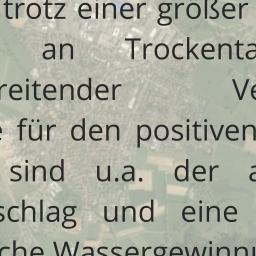 trotz einer großer
an Trockenta
reitender Ve
für den positiven
sind u.a. der a
schlag und eine
che Wassergewinnu